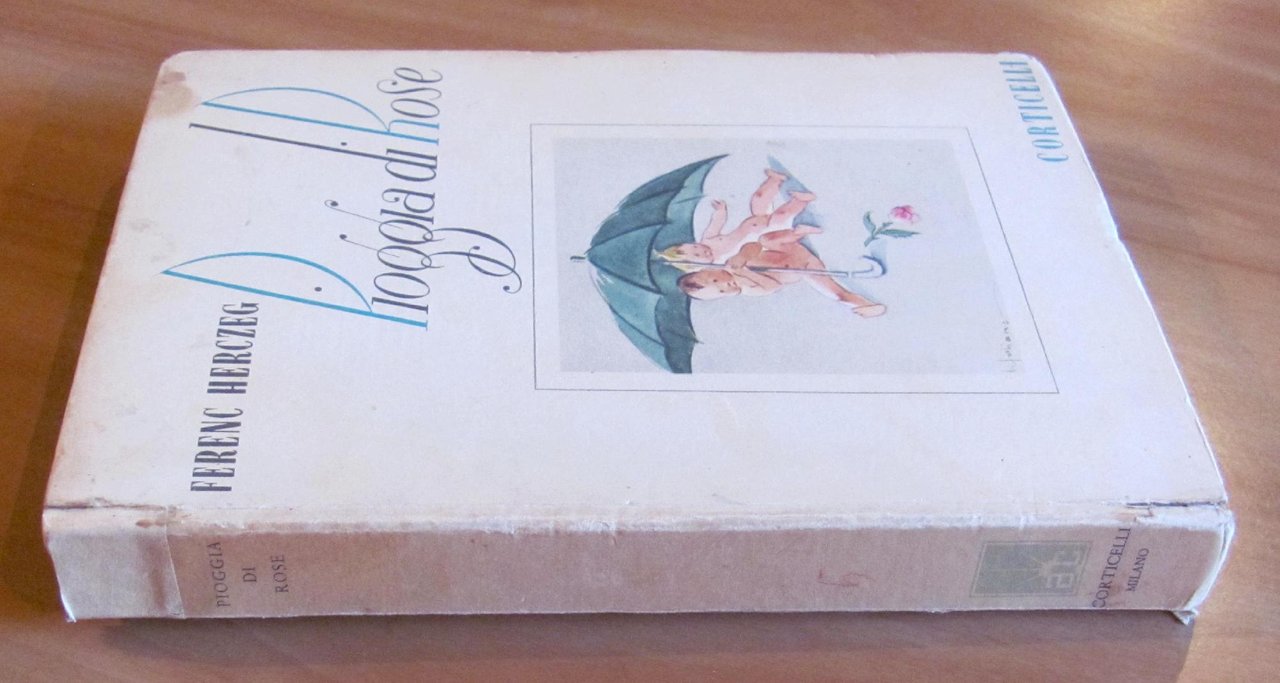 FERENC HERCZEG
Pioggia di Rose
CORTICELLI
PIOGGIA
DI
ROSE
CORTICELLI
MILANO